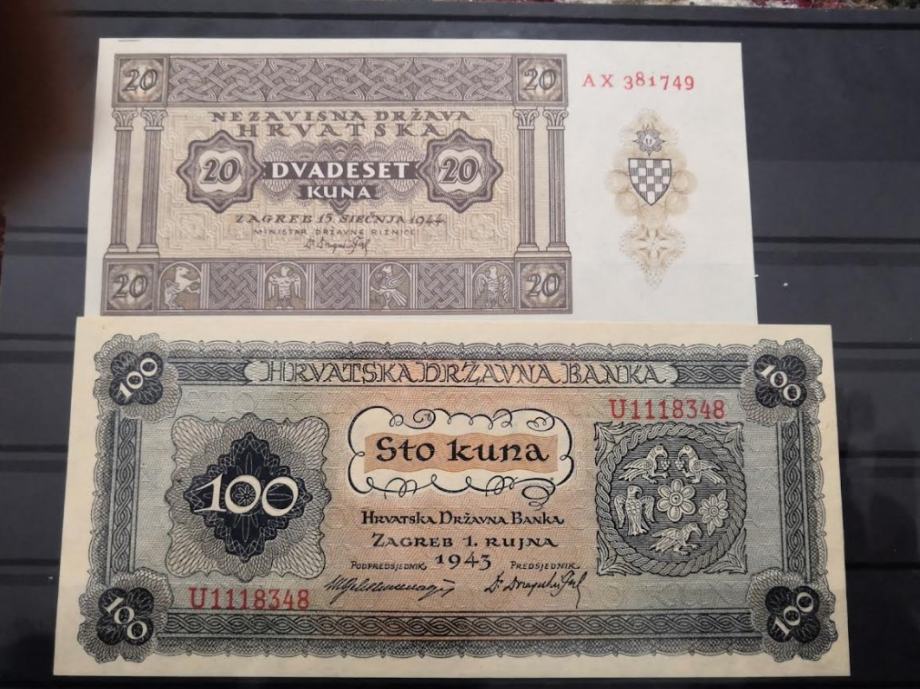 20
20
AX 381749
NEZAVISNA DRŽAVA
HRVATSKA
20
DVADESET
KUNA
20
ZAGREB 15. SIEČNJA 1944.
MINISTAR DRŽAVNE RIZNICE
20
20
100
HRVATSKA DRŽAVNA BANKA
100
U1118348
Sto kuna
100
HRVATSKA DRŽAVNA BANKA
ZAGREB 1. RUJNA
1943
PODPREDSJEDNIK
PREDSJEDNIK
U1118348
100
100